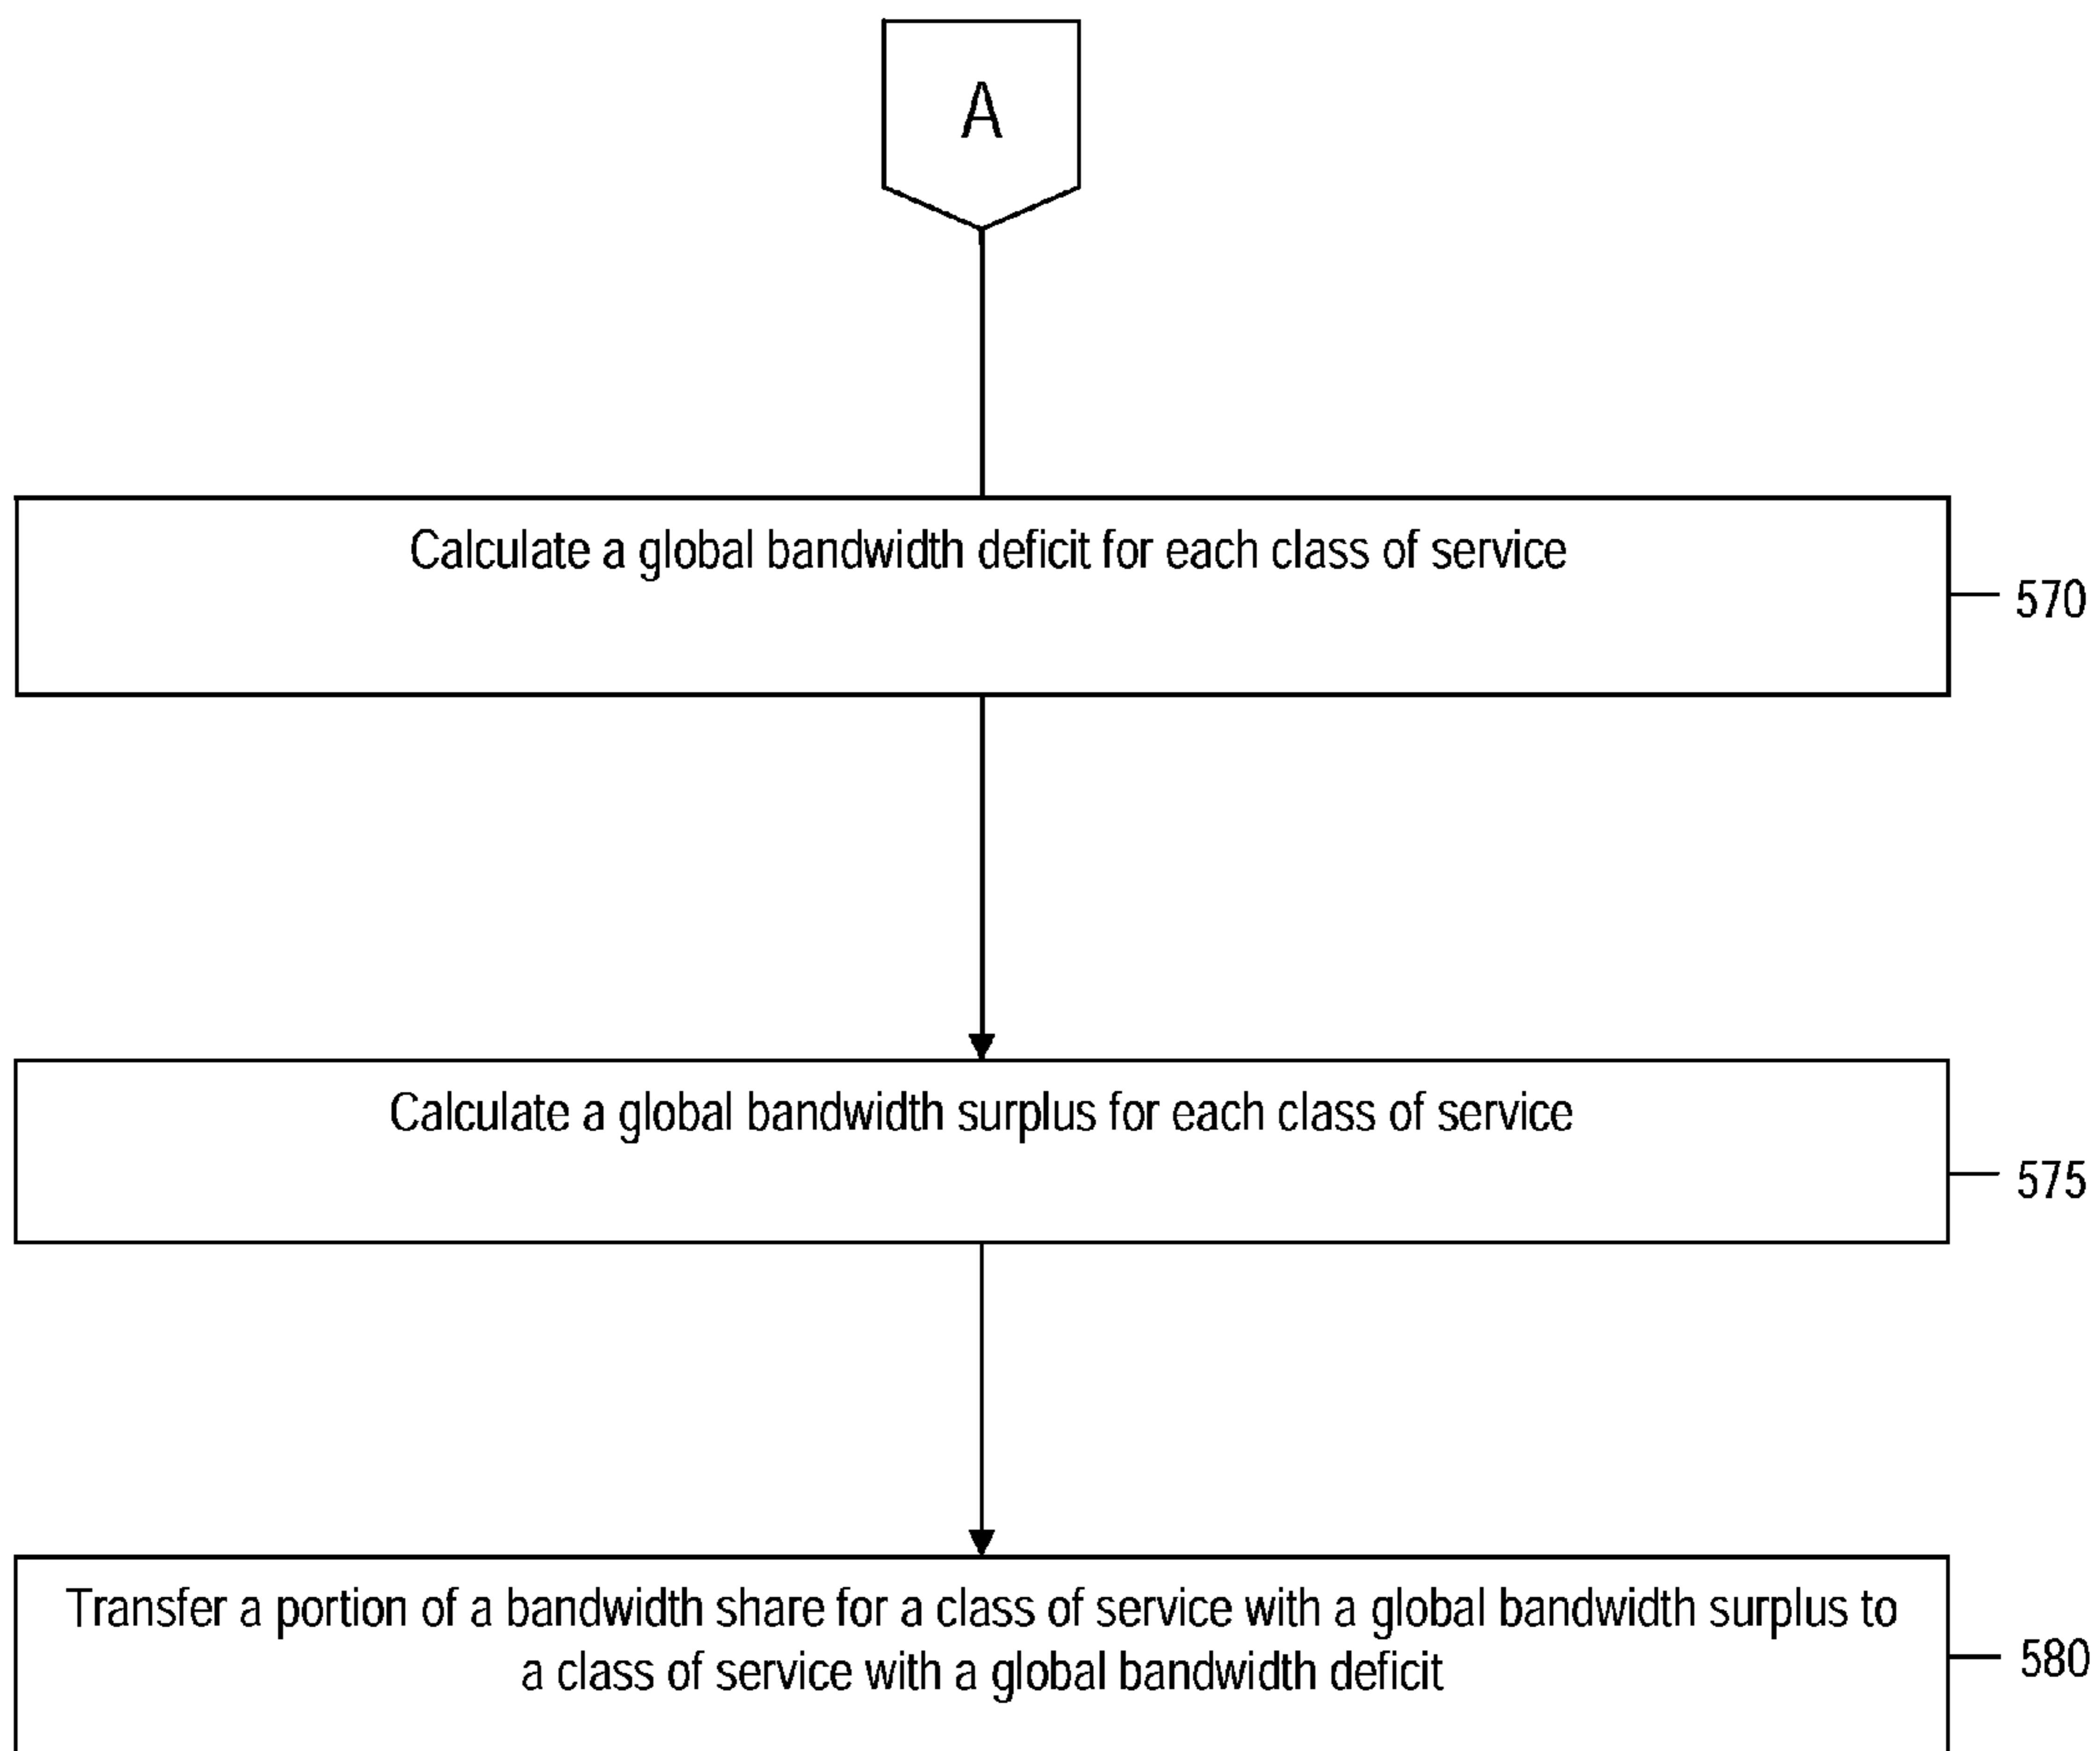 A
Calculate a global bandwidth deficit for each class of service
570
Calculate a global bandwidth surplus for each class of service
575
Transfer a portion of a bandwidth share for a class of service with a global bandwidth surplus to
a class of service with a global bandwidth deficit
580